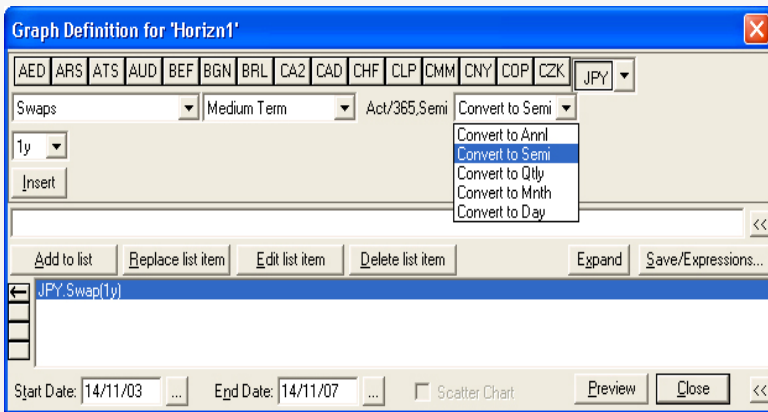 Graph Definition for 'Horizn1'
AED ARS ATS AUD BEF BGN BRL CA2 CAD CHF CLP CMM CNY COP CZK JPY
Swaps Medium Term Act/365,Semi Convert to Semi
Convert to Annl
1y Convert to Semi
Convert to Qtly
Insert Convert to Mnth
Convert to Day
<<
Add to list Replace list item Edit list item Delete list item Expand Save/Expressions...
JPY.Swap(1y)
Start Date: 14/11/03 ... End Date: 14/11/07 ... Scatter Chart Preview Close <<